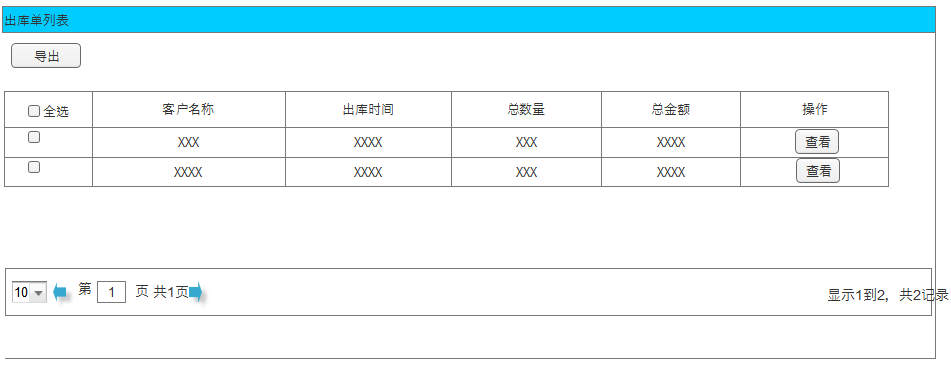 出库单列表
导出
全选 客户名称 出库时间 总数量 总金额 操作
XXX XXXX XXX XXXX 查看
XXXX XXXX XXX XXXX 查看
10 第 1 页 共1页 显示1到2，共2记录